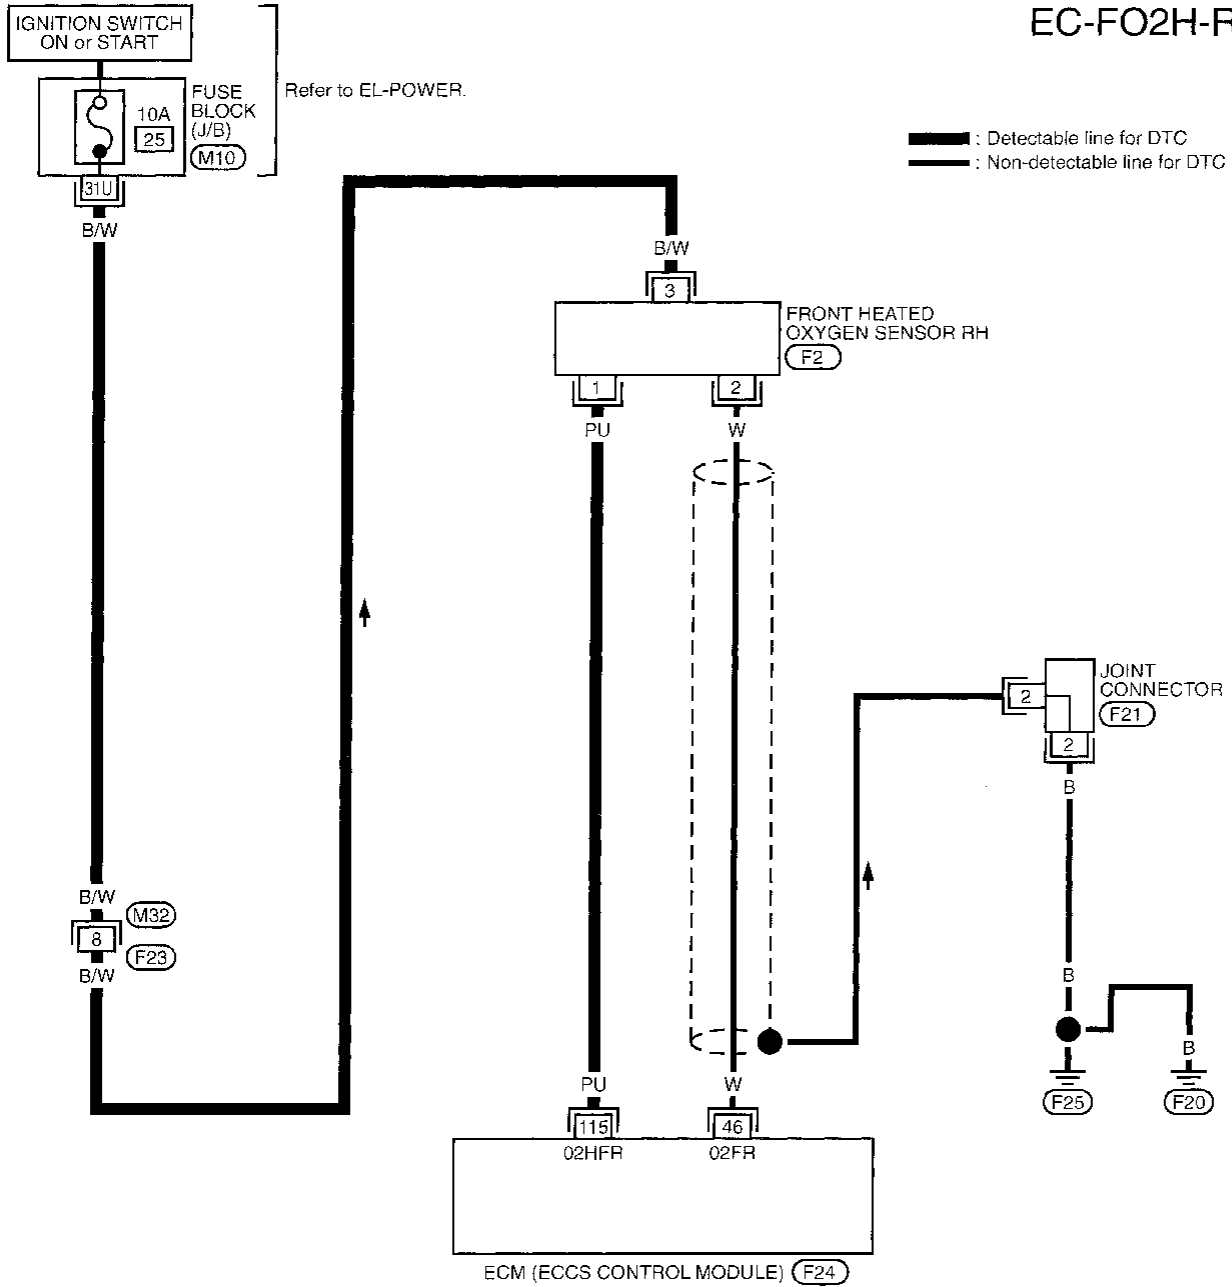 EC-FO2H-R
IGNITION SWITCH
ON or START
FUSE
BLOCK
(J/B)
M10
10A
25
Refer to EL-POWER.
: Detectable line for DTC
: Non-detectable line for DTC
31U
B/W
B/W
3
FRONT HEATED
OXYGEN SENSOR RH
F2
1
2
PU
W
JOINT
CONNECTOR
F21
2
2
B
B/W
M32
8
F23
B/W
B
B
PU
W
F25
F20
115
46
02HFR
02FR
ECM (ECCS CONTROL MODULE)
F24